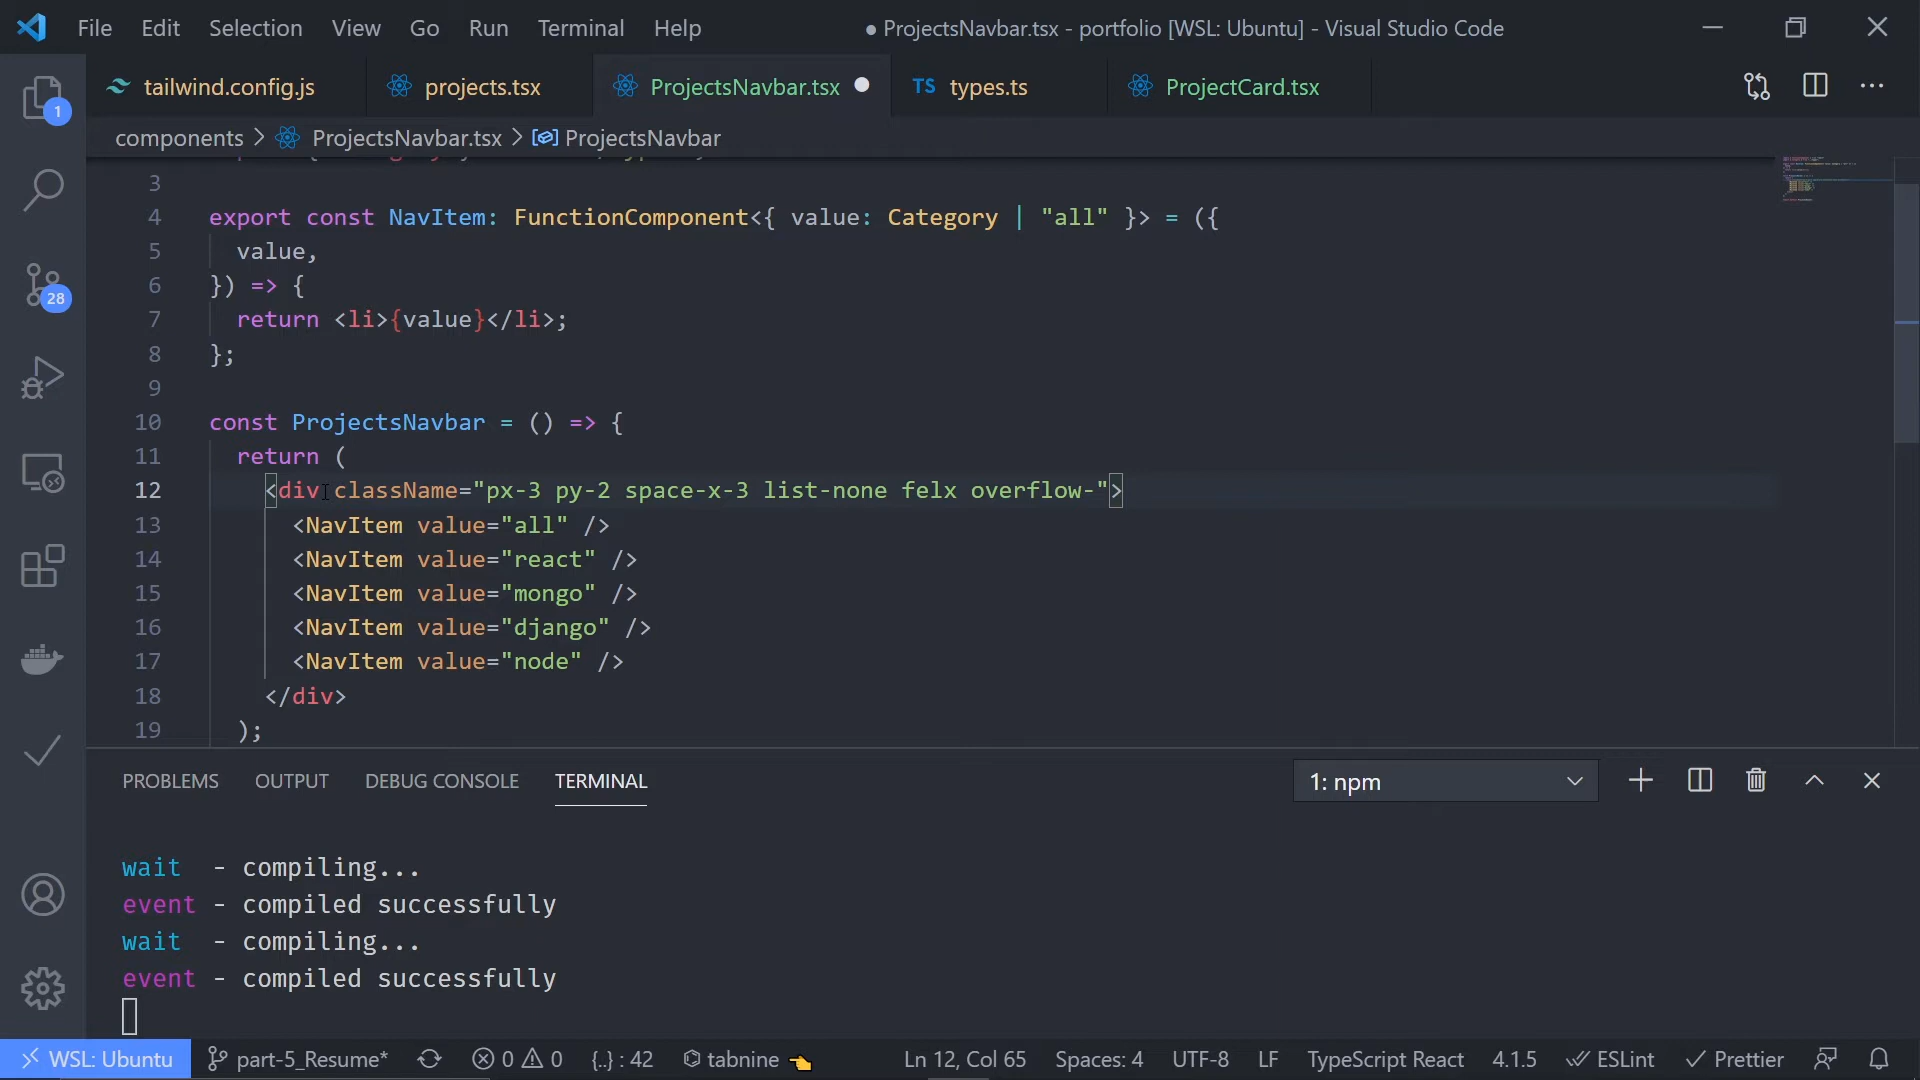 File Edit Selection View Go Run Terminal Help ● ProjectsNavbar.tsx - portfolio [WSL: Ubuntu] - Visual Studio Code
tailwind.config.js projects.tsx ProjectsNavbar.tsx TS types.ts ProjectCard.tsx
components > ProjectsNavbar.tsx > ProjectsNavbar
3
4 export const NavItem: FunctionComponent<{ value: Category | "all" }> = ({
5 value,
6 }) => {
7 return <li>{value}</li>;
8 };
9
10 const ProjectsNavbar = () => {
11 return (
12 <div className="px-3 py-2 space-x-3 list-none felx overflow-">
13 <NavItem value="all" />
14 <NavItem value="react" />
15 <NavItem value="mongo" />
16 <NavItem value="django" />
17 <NavItem value="node" />
18 </div>
19 );
1
28
PROBLEMS OUTPUT DEBUG CONSOLE TERMINAL 1: npm
wait - compiling...
event - compiled successfully
wait - compiling...
event - compiled successfully
WSL: Ubuntu part-5_Resume* 0 0 {..} : 42 tabnine Ln 12, Col 65 Spaces: 4 UTF-8 LF TypeScript React 4.1.5 ESLint Prettier